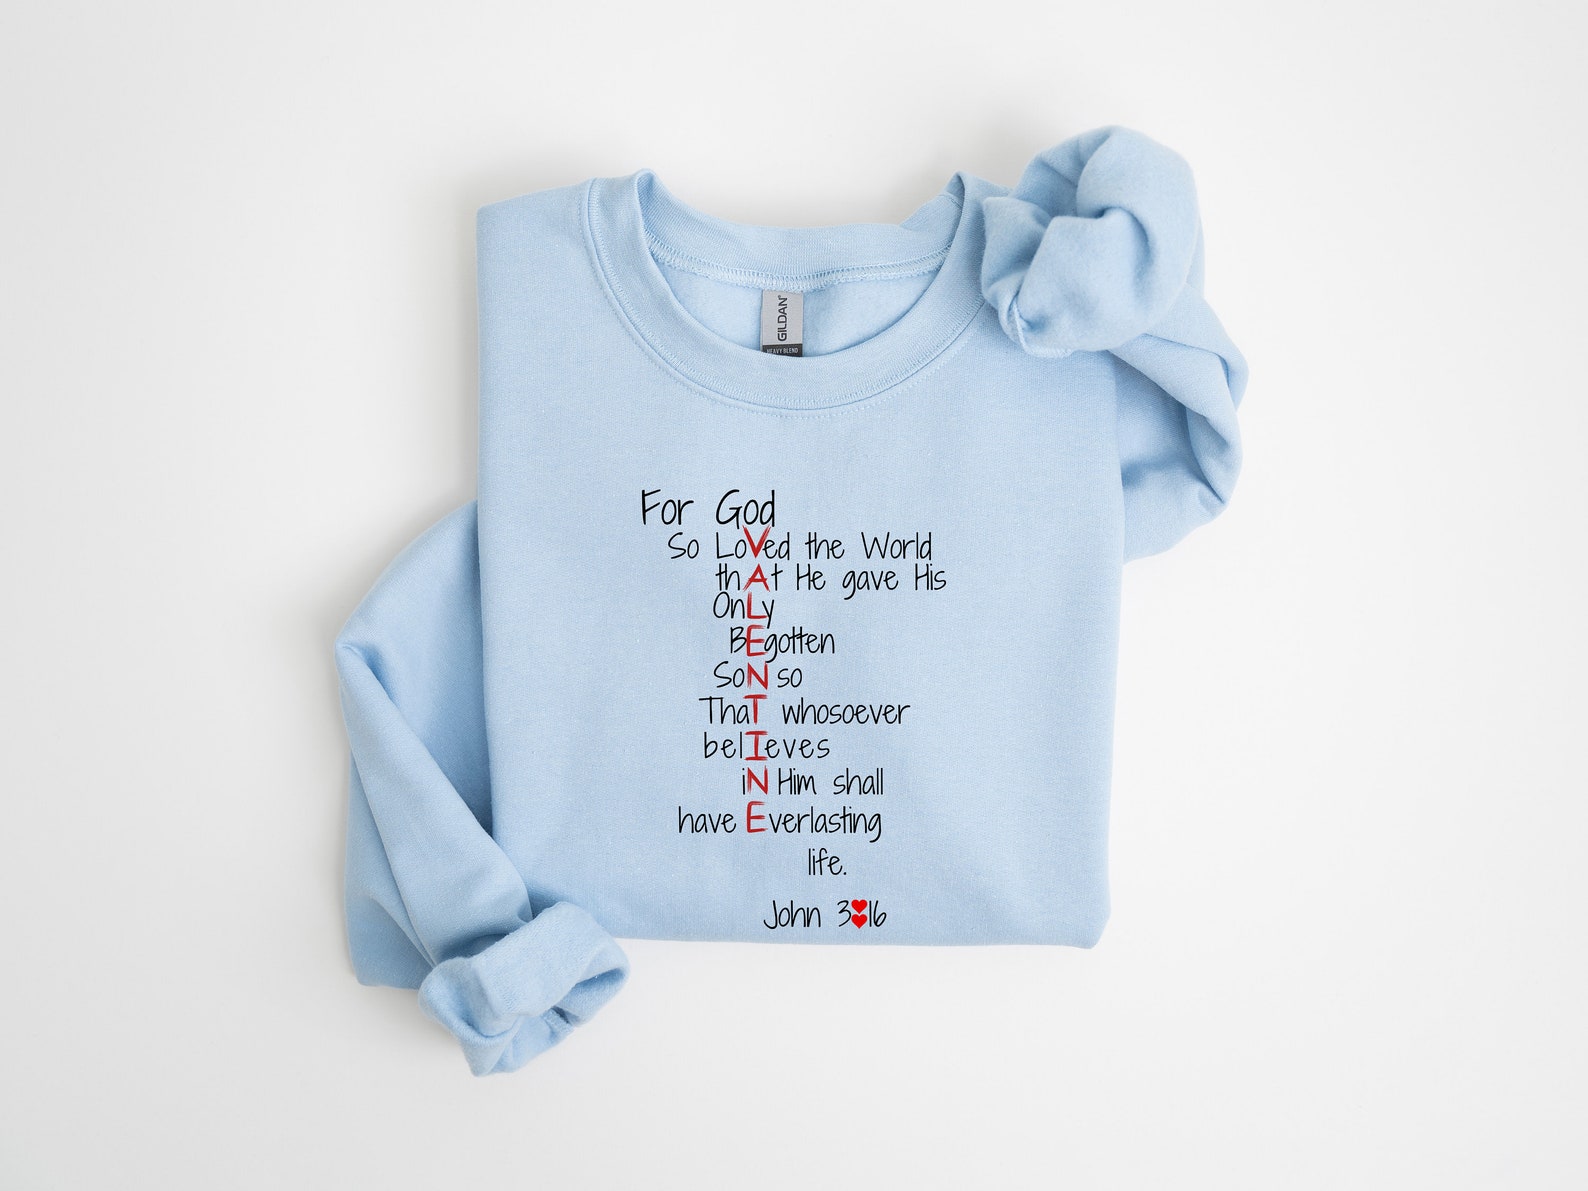 GILDAN®
HEAVY BLEND
For God
So LoVed the World
thAt He gave His
OnLy
BEgotten
SoN so
ThaT whosoever
belIeves
iN Him shall
have Everlasting
life.
John 3♥♥16